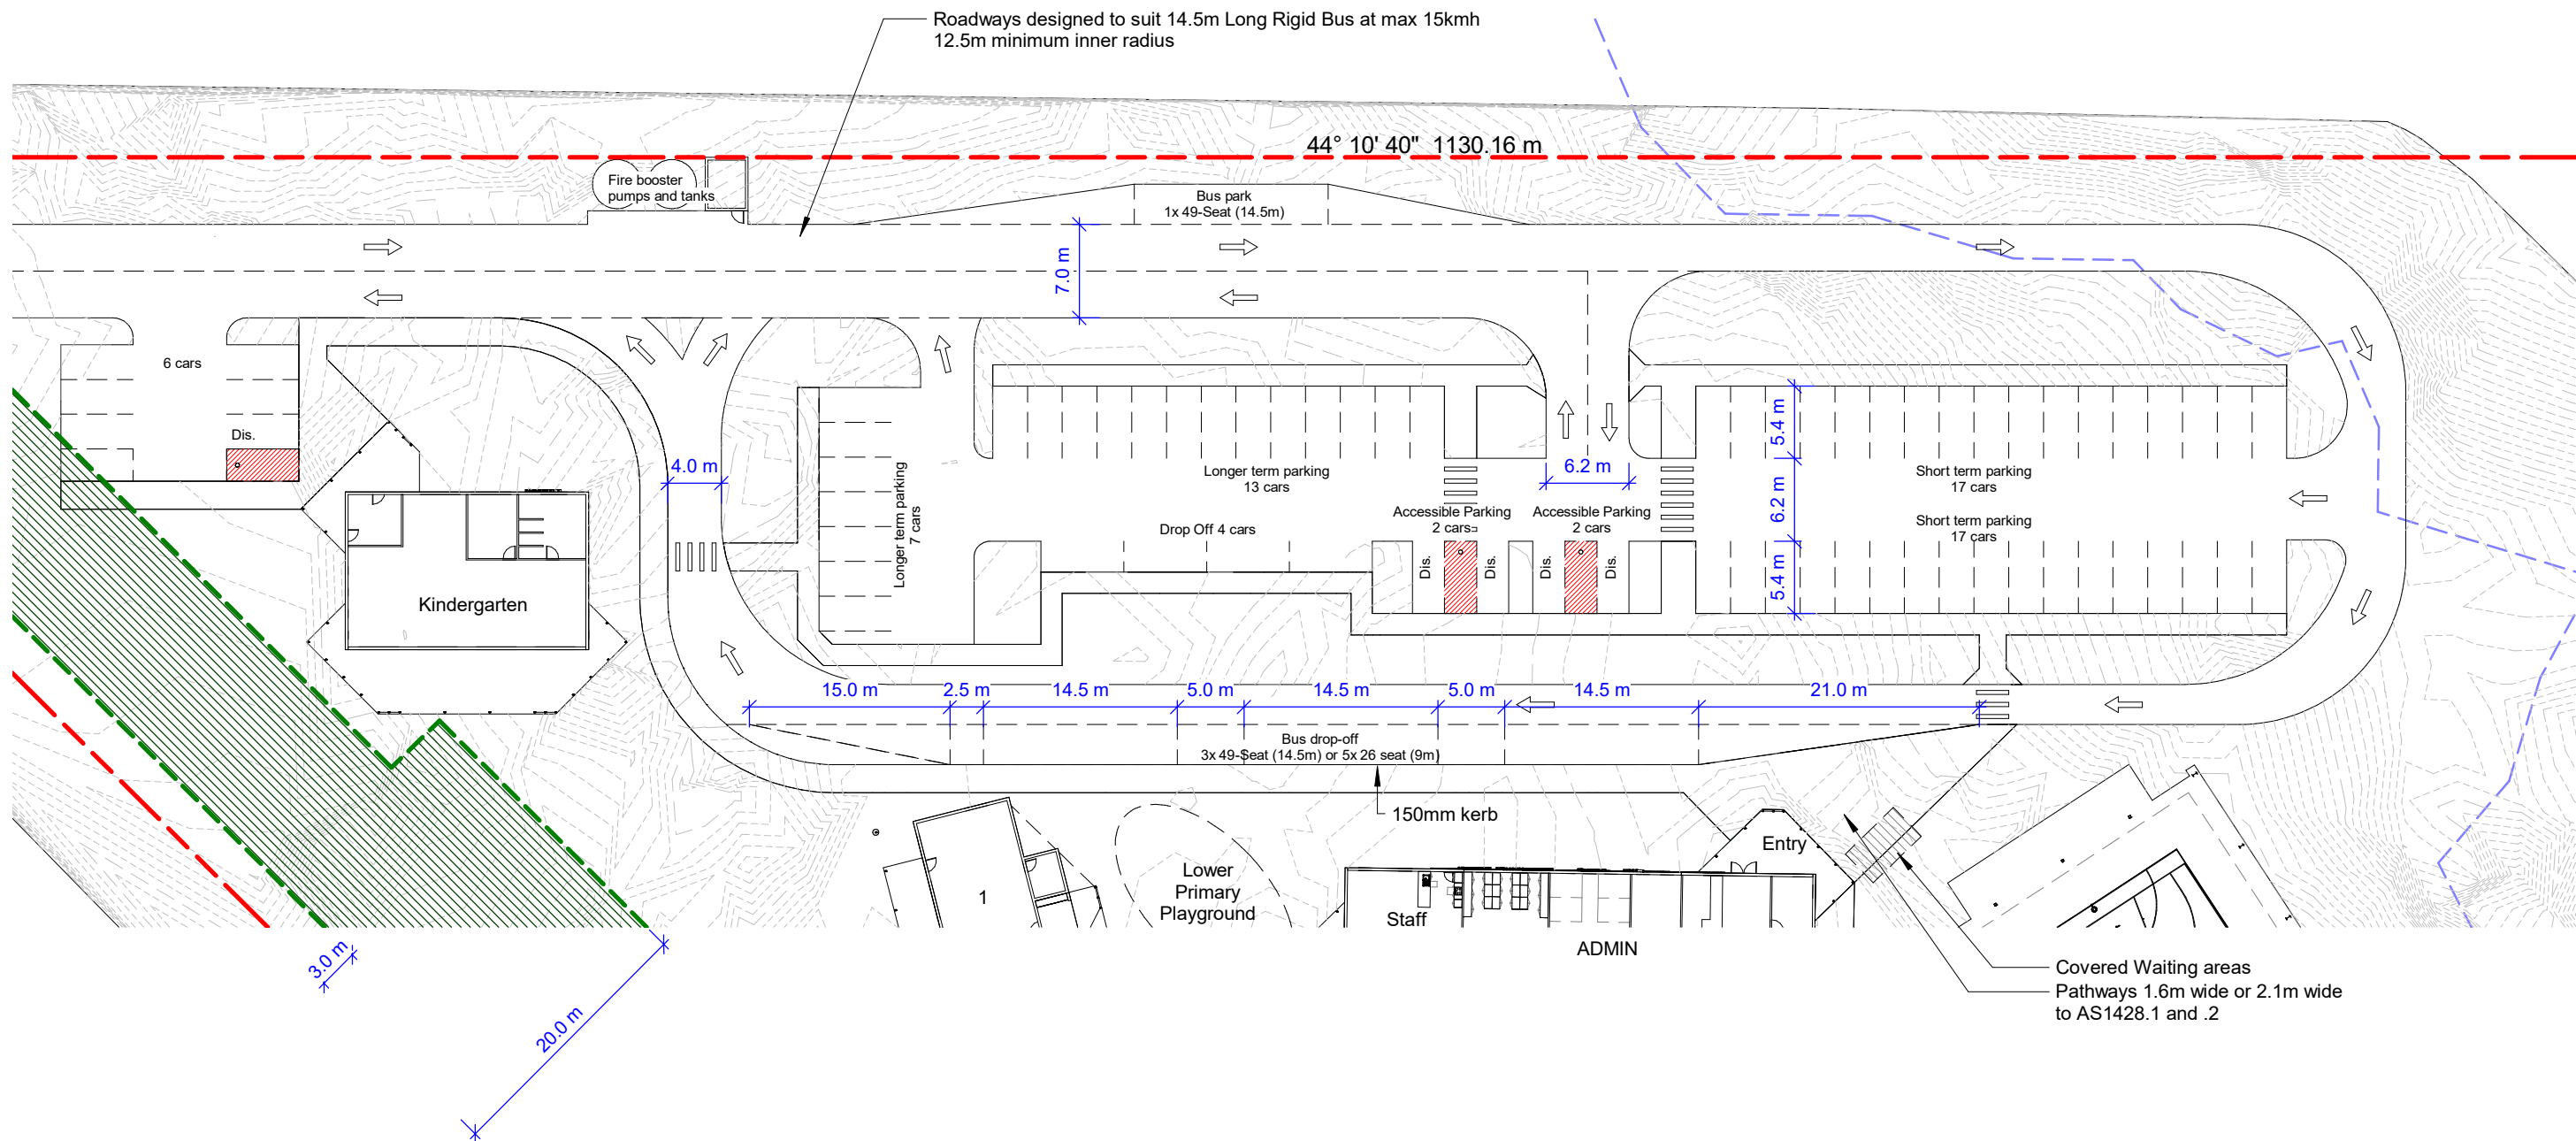 Roadways designed to suit 14.5m Long Rigid Bus at max 15kmh
12.5m minimum inner radius
44° 10' 40" 1130.16 m
Fire booster
pumps and tanks
Bus park
1x 49-Seat (14.5m)
7.0 m
6 cars
Dis.
4.0 m
Longer term parking
7 cars
Longer term parking
13 cars
Drop Off 4 cars
6.2 m
Accessible Parking
2 cars
Accessible Parking
2 cars
Dis.
Dis.
Dis.
Dis.
5.4 m
6.2 m
5.4 m
Short term parking
17 cars
Short term parking
17 cars
Kindergarten
15.0 m
2.5 m
14.5 m
5.0 m
14.5 m
5.0 m
14.5 m
21.0 m
Bus drop-off
3x 49-Seat (14.5m) or 5x 26 seat (9m)
150mm kerb
1
Lower
Primary
Playground
Entry
Staff
ADMIN
3.0 m
20.0 m
Covered Waiting areas
Pathways 1.6m wide or 2.1m wide
to AS1428.1 and .2